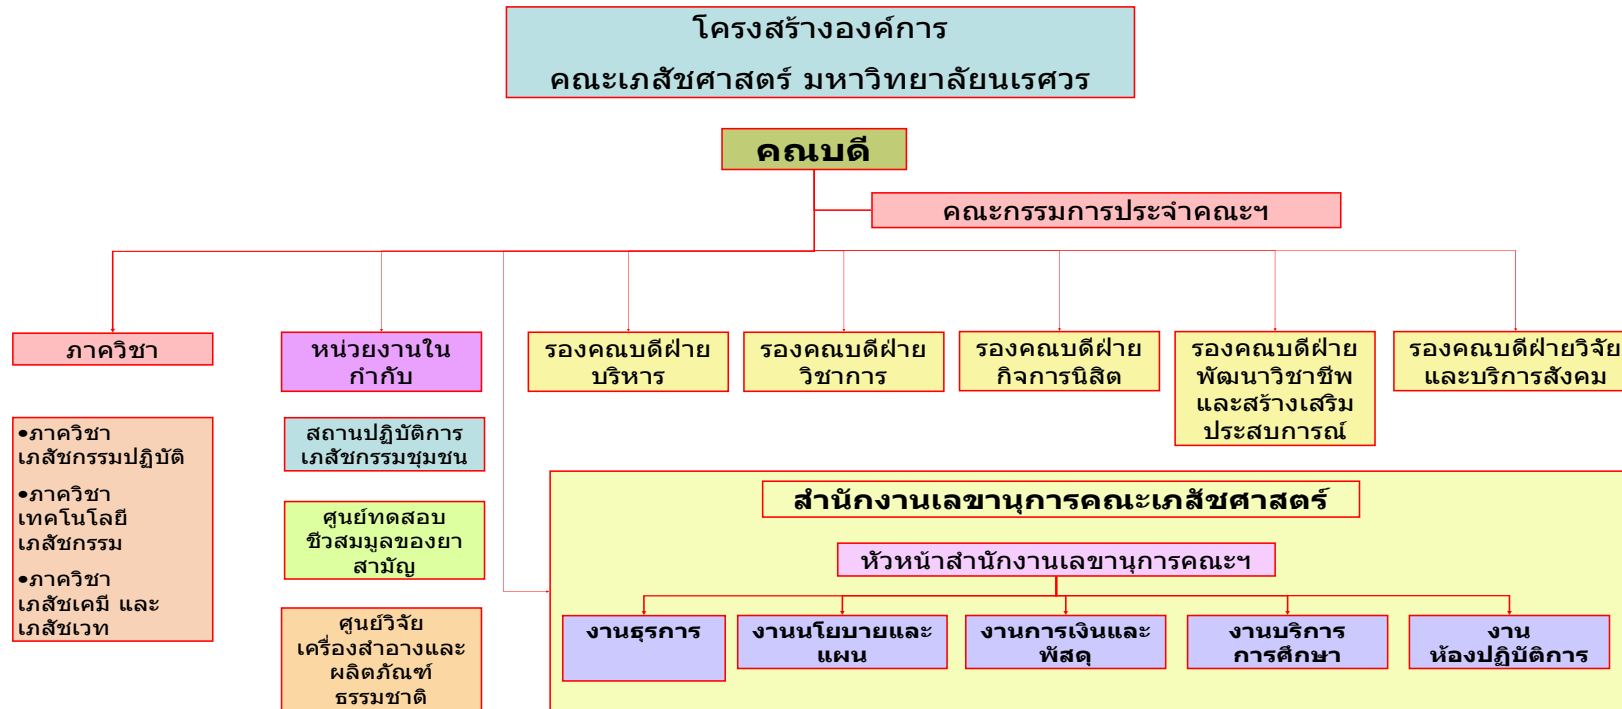 โครงสร้างองค์การ
คณะเภสัชศาสตร์ มหาวิทยาลัยนเรศวร
คณบดี
คณะกรรมการประจำคณะฯ
ภาควิชา
หน่วยงานใน
กำกับ
รองคณบดีฝ่าย
บริหาร
รองคณบดีฝ่าย
วิชาการ
รองคณบดีฝ่าย
กิจการนิสิต
รองคณบดีฝ่าย
พัฒนาวิชาชีพ
และสร้างเสริม
ประสบการณ์
รองคณบดีฝ่ายวิจัย
และบริการสังคม
•ภาควิชา
เภสัชกรรมปฏิบัติ
•ภาควิชา
เทคโนโลยี
เภสัชกรรม
•ภาควิชา
เภสัชเคมี และ
เภสัชเวท
สถานปฏิบัติการ
เภสัชกรรมชุมชน
ศูนย์ทดสอบ
ชีวสมมูลของยา
สามัญ
ศูนย์วิจัย
เครื่องสำอางและ
ผลิตภัณฑ์
ธรรมชาติ
สำนักงานเลขานุการคณะเภสัชศาสตร์
หัวหน้าสำนักงานเลขานุการคณะฯ
งานธุรการ
งานนโยบายและ
แผน
งานการเงินและ
พัสดุ
งานบริการ
การศึกษา
งาน
ห้องปฏิบัติการ